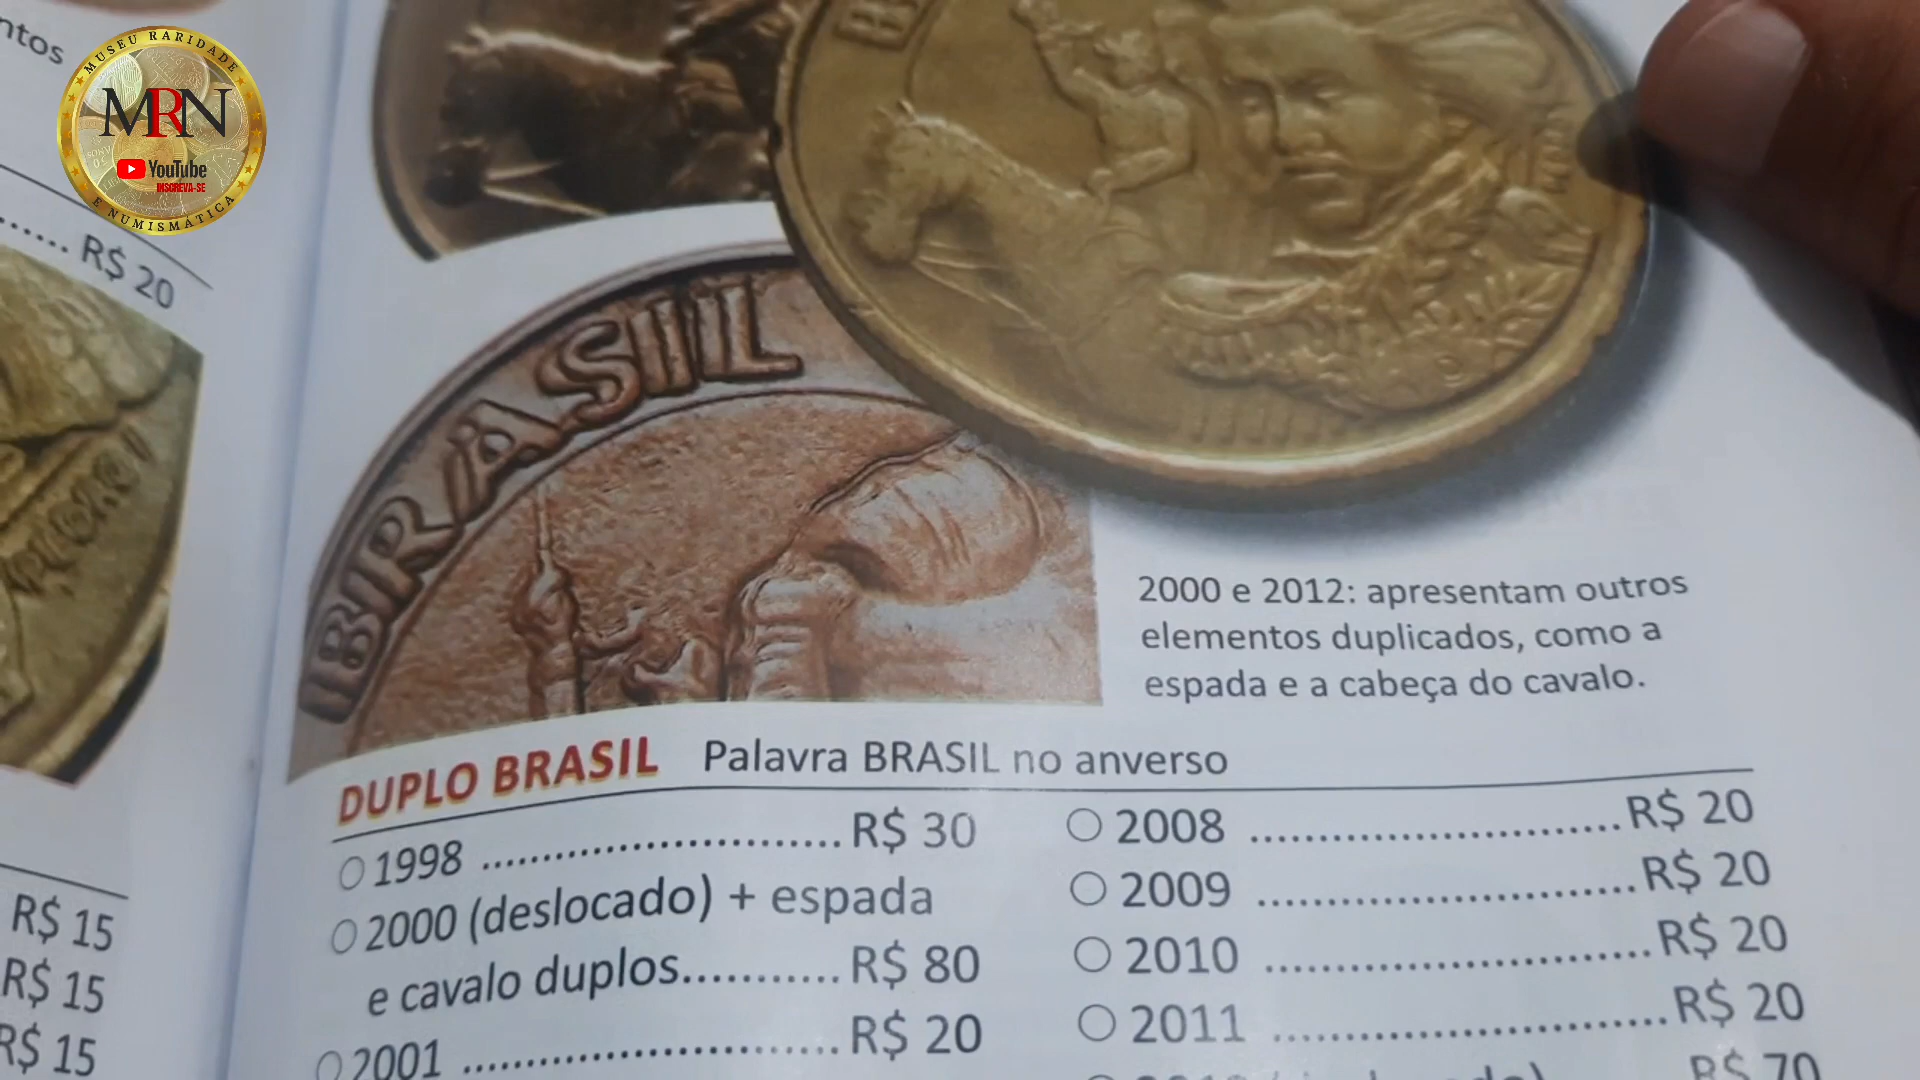 ntos
MUSEU RARIDADE
MRN
YouTube
INSCREVA-SE
E NUMISMÁTICA
R$ 20
BRASIL
2000 e 2012: apresentam outros
elementos duplicados, como a
espada e a cabeça do cavalo.
DUPLO BRASIL Palavra BRASIL no anverso
1998 ............................ R$ 30
2000 (deslocado) + espada
e cavalo duplos........... R$ 80
2001 ............................ R$ 20
2008 ............................ R$ 20
2009 ............................ R$ 20
2010 ............................ R$ 20
2011 ............................ R$ 20
R$ 70
R$ 15
R$ 15
R$ 15